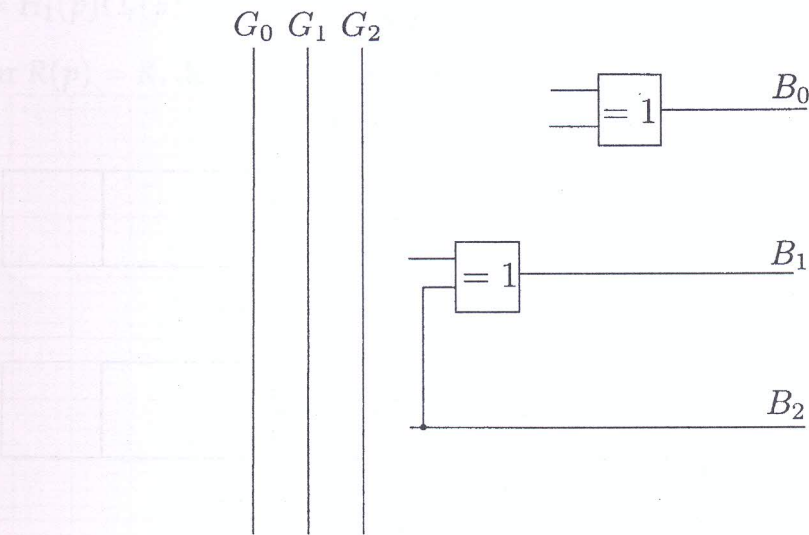 G₀ G₁ G₂
= 1 B₀
= 1 B₁
B₂